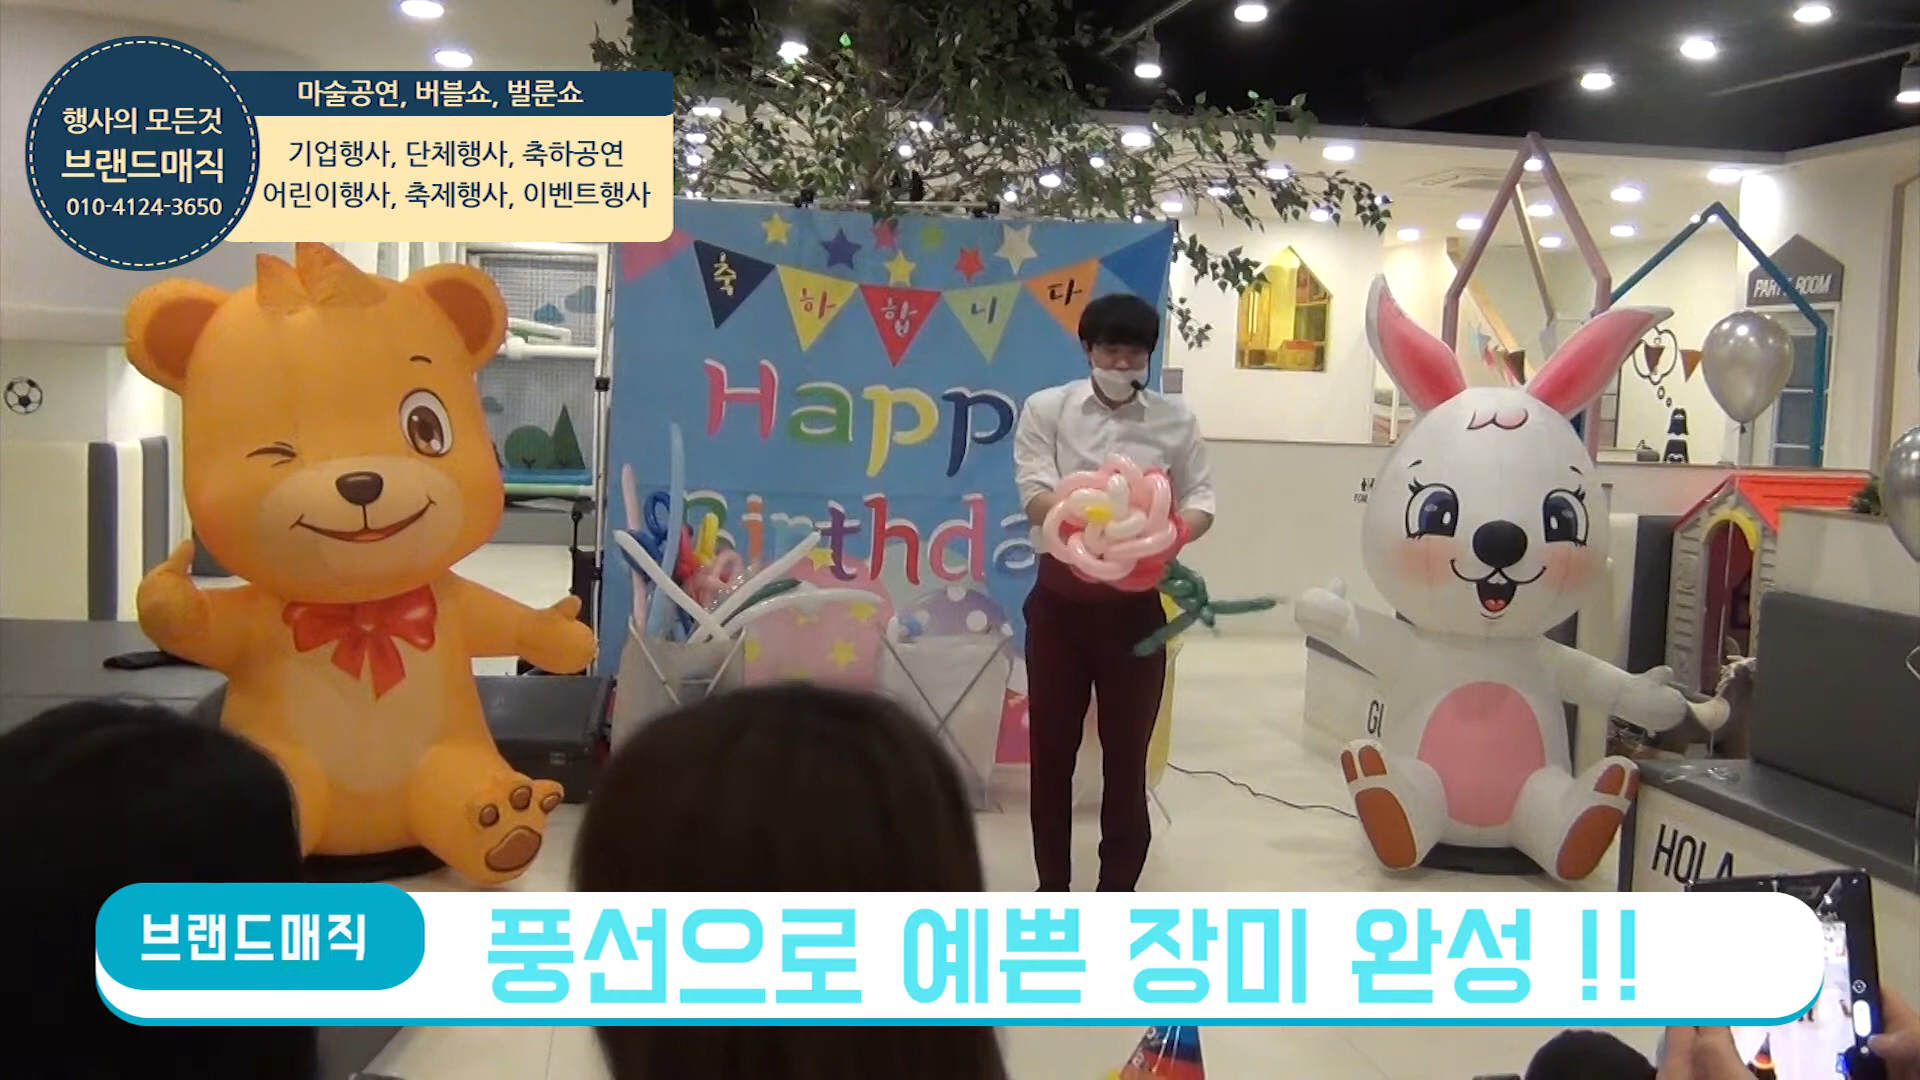 행사의 모든것
브랜드매직
010-4124-3650
마술공연, 버블쇼, 벌룬쇼
기업행사, 단체행사, 축하공연
어린이행사, 축제행사, 이벤트행사
축하합니다
Happ
Birthda
PARTY ROOM
GU
HOLA
브랜드매직
풍선으로 예쁜 장미 완성 !!